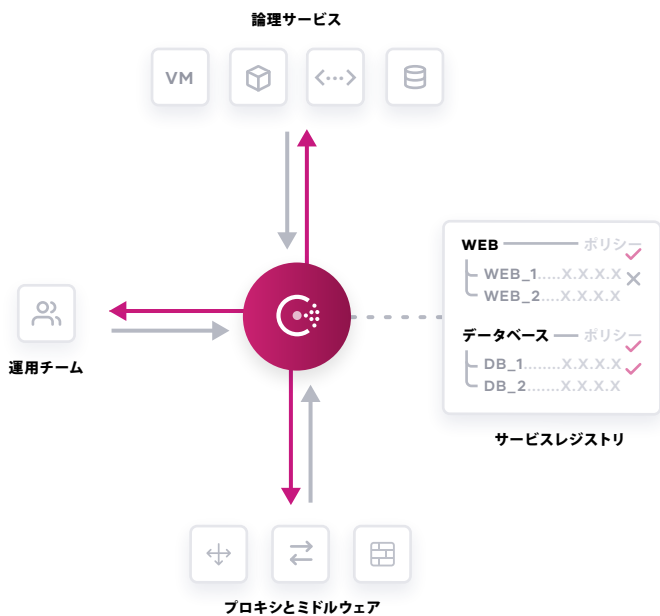 論理サービス
VM
WEB ポリシー
WEB_1.....X.X.X.X
WEB_2....X.X.X.X
データベース ポリシー
DB_1.......X.X.X.X
DB_2.......X.X.X.X
サービスレジストリ
運用チーム
プロキシとミドルウェア